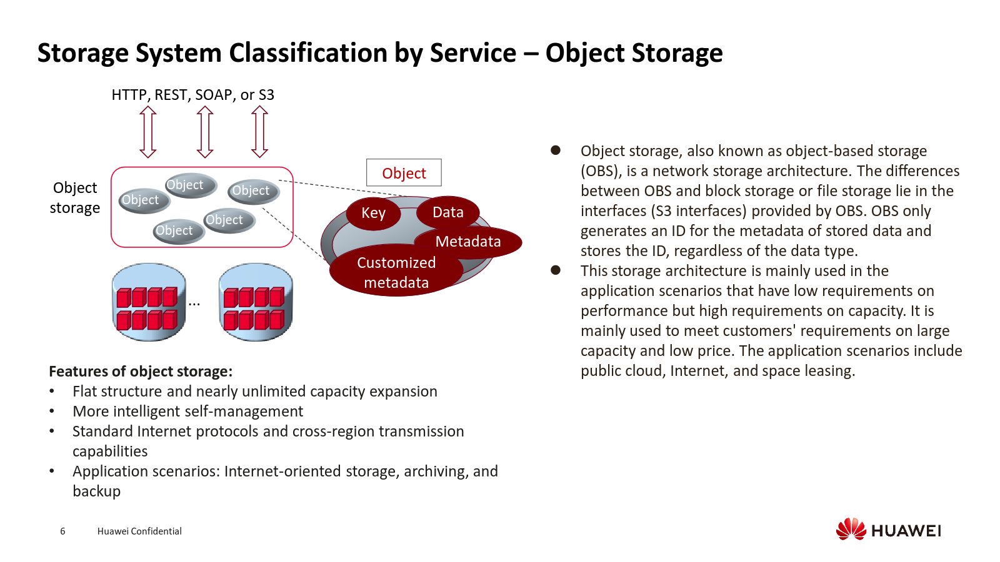 Storage System Classification by Service – Object Storage
HTTP, REST, SOAP, or S3
Object
storage
Object
Object
Object
Object
Object
Object
Key
Data
Metadata
Customized
metadata
...
Features of object storage:
• Flat structure and nearly unlimited capacity expansion
• More intelligent self-management
• Standard Internet protocols and cross-region transmission
capabilities
• Application scenarios: Internet-oriented storage, archiving, and
backup
● Object storage, also known as object-based storage
(OBS), is a network storage architecture. The differences
between OBS and block storage or file storage lie in the
interfaces (S3 interfaces) provided by OBS. OBS only
generates an ID for the metadata of stored data and
stores the ID, regardless of the data type.
● This storage architecture is mainly used in the
application scenarios that have low requirements on
performance but high requirements on capacity. It is
mainly used to meet customers' requirements on large
capacity and low price. The application scenarios include
public cloud, Internet, and space leasing.
6 Huawei Confidential
HUAWEI